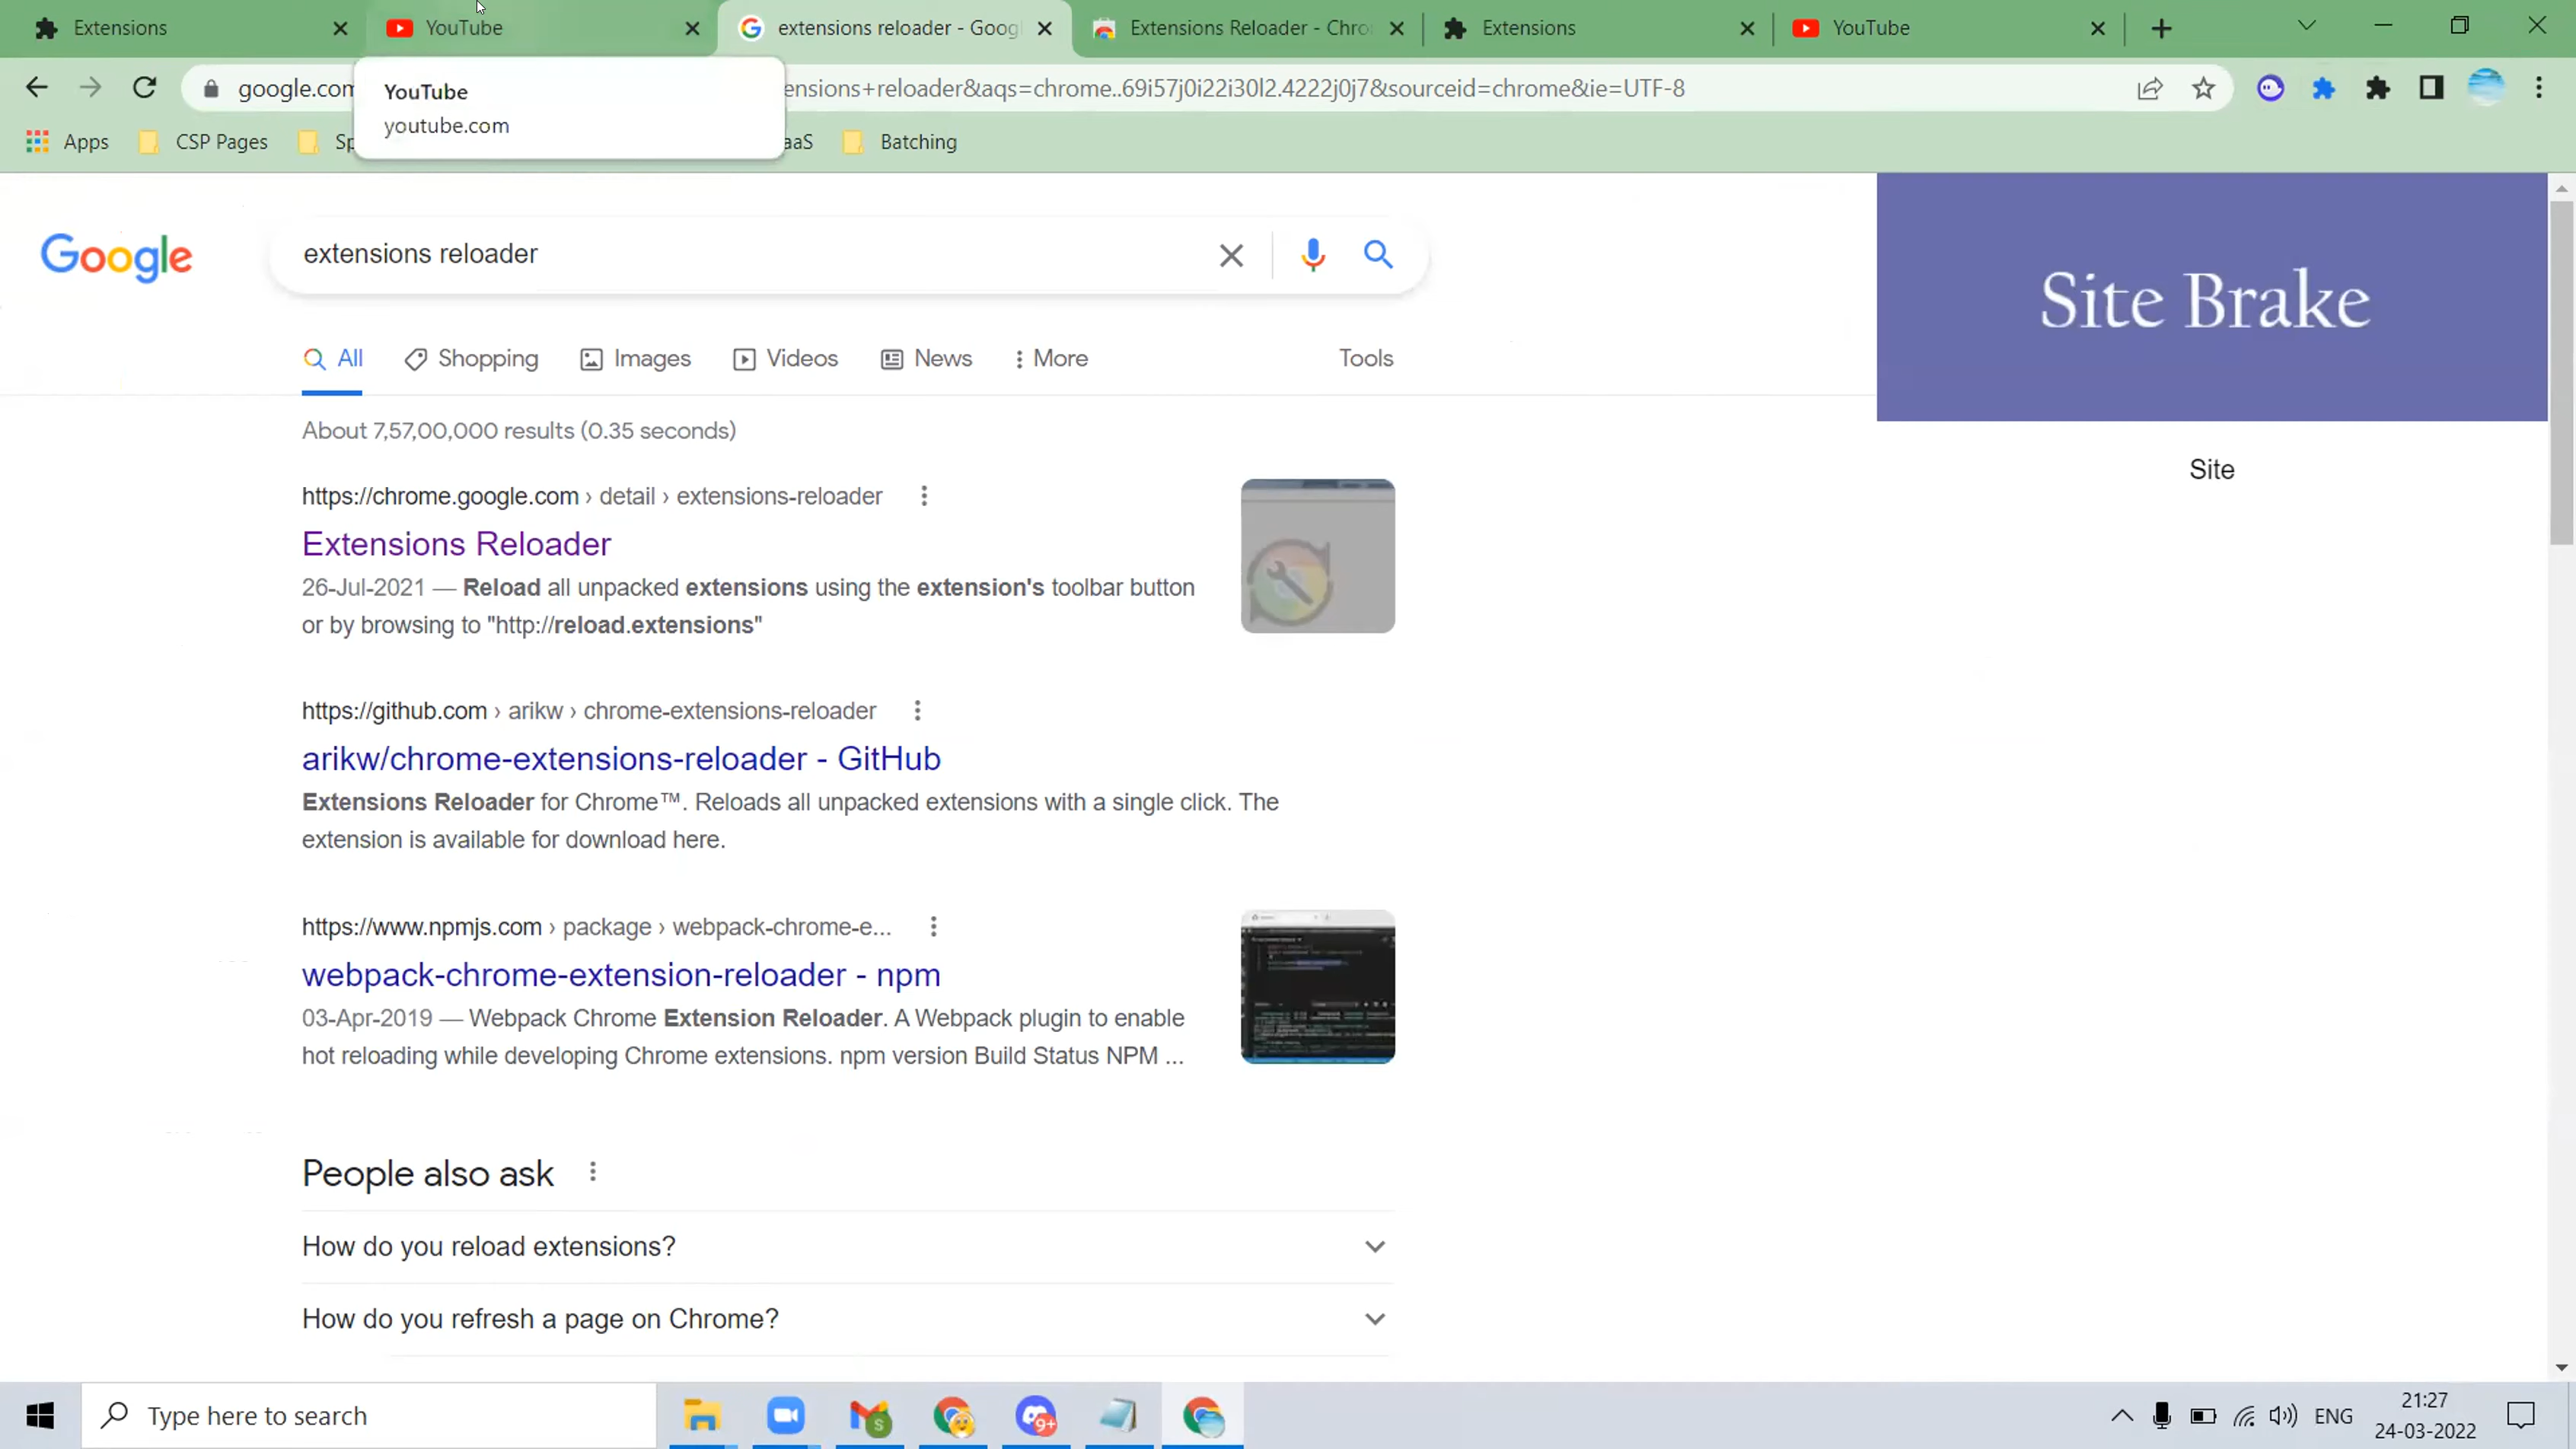 Extensions
YouTube
extensions reloader - Goog
Extensions Reloader - Chro
Extensions
YouTube
google.com
ensions+reloader&aqs=chrome..69i57j0i22i30l2.4222j0j7&sourceid=chrome&ie=UTF-8
YouTube
youtube.com
Apps
CSP Pages
Sp
aaS
Batching
Google
extensions reloader
Site Brake
All
Shopping
Images
Videos
News
More
Tools
About 7,57,00,000 results (0.35 seconds)
Site
https://chrome.google.com › detail › extensions-reloader
Extensions Reloader
26-Jul-2021 — Reload all unpacked extensions using the extension's toolbar button
or by browsing to "http://reload.extensions"
https://github.com › arikw › chrome-extensions-reloader
arikw/chrome-extensions-reloader - GitHub
Extensions Reloader for Chrome™. Reloads all unpacked extensions with a single click. The
extension is available for download here.
https://www.npmjs.com › package › webpack-chrome-e...
webpack-chrome-extension-reloader - npm
03-Apr-2019 — Webpack Chrome Extension Reloader. A Webpack plugin to enable
hot reloading while developing Chrome extensions. npm version Build Status NPM ...
People also ask
How do you reload extensions?
How do you refresh a page on Chrome?
Type here to search
S
9+
ENG
21:27
24-03-2022